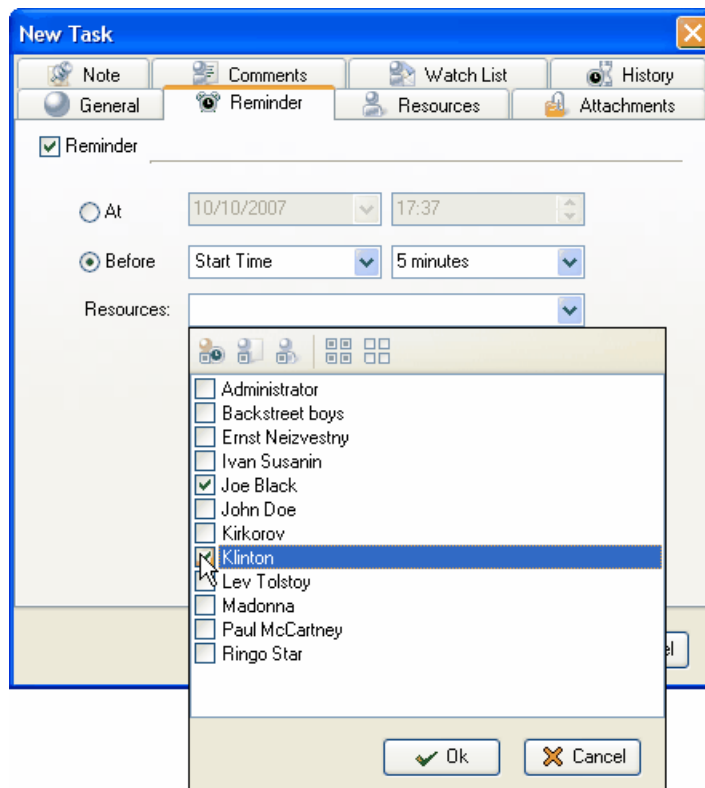 New Task
Note Comments Watch List History
General Reminder Resources Attachments
Reminder
At 10/10/2007 17:37
Before Start Time 5 minutes
Resources:
Administrator
Backstreet boys
Ernst Neizvestny
Ivan Susanin
Joe Black
John Doe
Kirkorov
Klinton
Lev Tolstoy
Madonna
Paul McCartney
Ringo Star
Ok Cancel